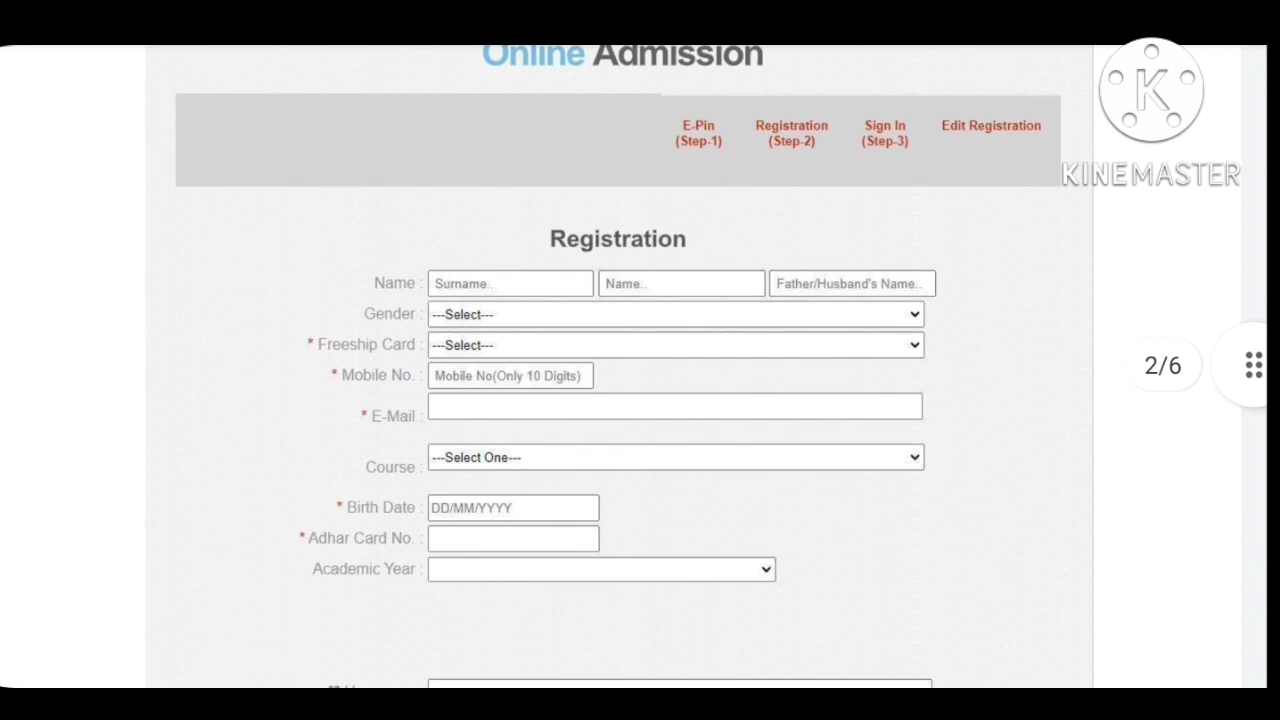 Online Admission
E-Pin
(Step-1)
Registration
(Step-2)
Sign In
(Step-3)
Edit Registration
K
KINEMASTER
Registration
Name : Surname.. Name.. Father/Husband's Name..
Gender : ---Select---
* Freeship Card : ---Select---
* Mobile No. : Mobile No(Only 10 Digits)
2/6
* E-Mail :
Course : ---Select One---
* Birth Date : DD/MM/YYYY
* Adhar Card No. :
Academic Year :